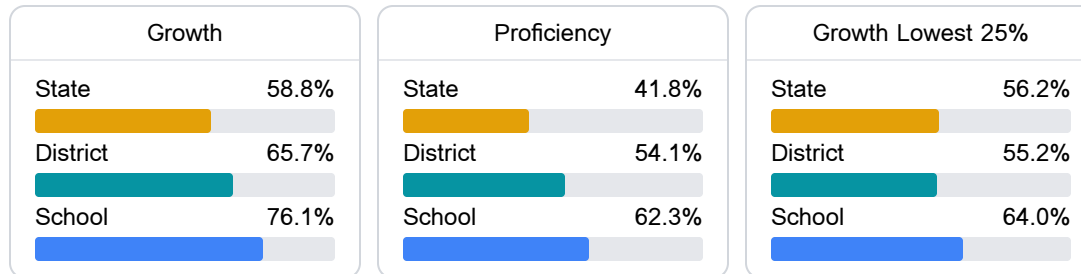 Growth
State 58.8%
District 65.7%
School 76.1%
Proficiency
State 41.8%
District 54.1%
School 62.3%
Growth Lowest 25%
State 56.2%
District 55.2%
School 64.0%